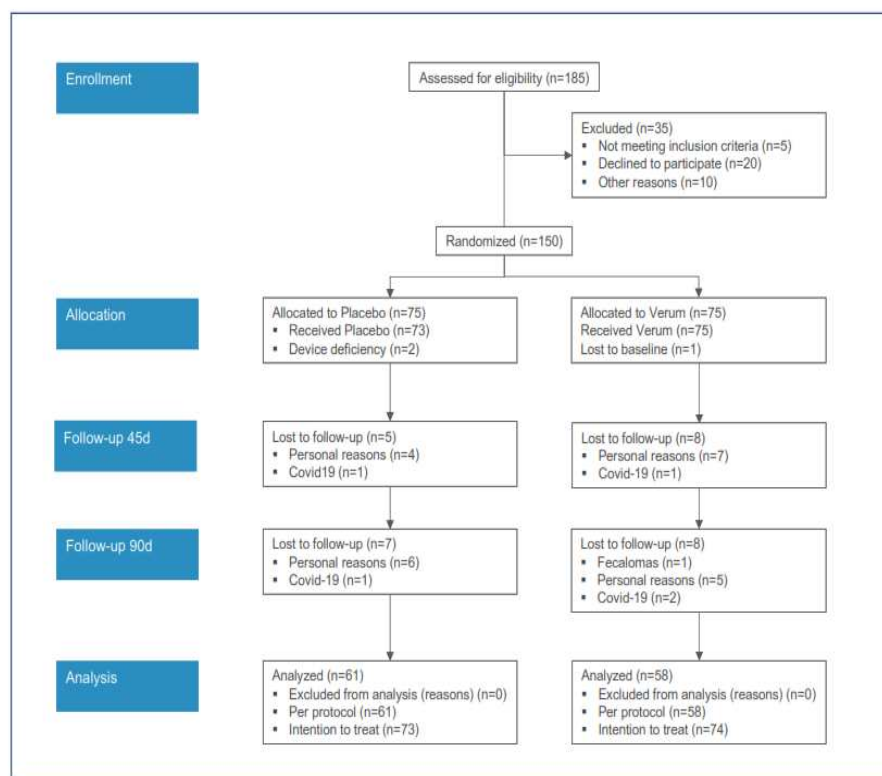 Enrollment
Assessed for eligibility (n=185)
Excluded (n=35)
▪ Not meeting inclusion criteria (n=5)
▪ Declined to participate (n=20)
▪ Other reasons (n=10)
Randomized (n=150)
Allocation
Allocated to Placebo (n=75)
▪ Received Placebo (n=73)
▪ Device deficiency (n=2)
Allocated to Verum (n=75)
Received Verum (n=75)
Lost to baseline (n=1)
Follow-up 45d
Lost to follow-up (n=5)
▪ Personal reasons (n=4)
▪ Covid19 (n=1)
Lost to follow-up (n=8)
▪ Personal reasons (n=7)
▪ Covid-19 (n=1)
Follow-up 90d
Lost to follow-up (n=7)
▪ Personal reasons (n=6)
▪ Covid-19 (n=1)
Lost to follow-up (n=8)
▪ Fecalomas (n=1)
▪ Personal reasons (n=5)
▪ Covid-19 (n=2)
Analysis
Analyzed (n=61)
▪ Excluded from analysis (reasons) (n=0)
▪ Per protocol (n=61)
▪ Intention to treat (n=73)
Analyzed (n=58)
▪ Excluded from analysis (reasons) (n=0)
▪ Per protocol (n=58)
▪ Intention to treat (n=74)